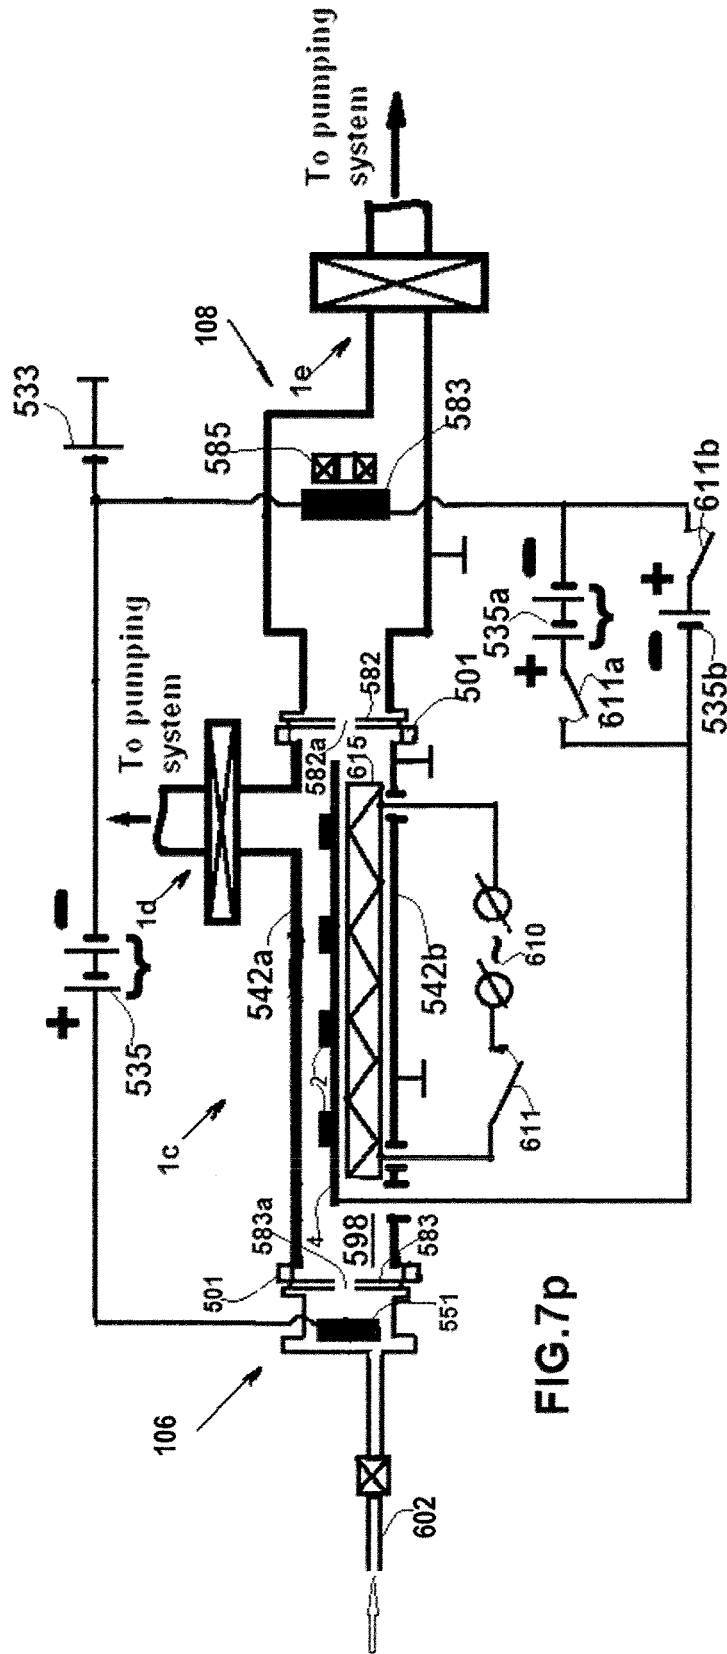 To pumping
system
533
108
1e
585
583
To pumping
system
1d
+
−
535
582
582a
501
615
1c
542a
2
4
542b
610
~
611
535a
+
−
611a
611b
+
−
535b
501
583a
598
583
551
106
602
FIG.7p